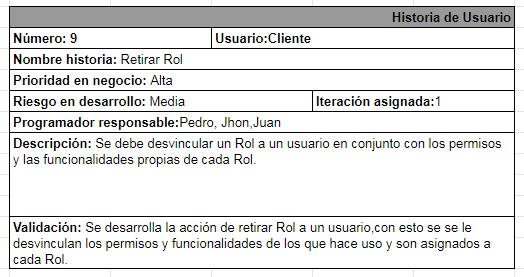 Historia de Usuario
Número: 9 Usuario:Cliente
Nombre historia: Retirar Rol
Prioridad en negocio: Alta
Riesgo en desarrollo: Media Iteración asignada:1
Programador responsable:Pedro, Jhon,Juan
Descripción: Se debe desvincular un Rol a un usuario en conjunto con los permisos
y las funcionalidades propias de cada Rol.
Validación: Se desarrolla la acción de retirar Rol a un usuario,con esto se se le
desvinculan los permisos y funcionalidades de los que hace uso y son asignados a
cada Rol.